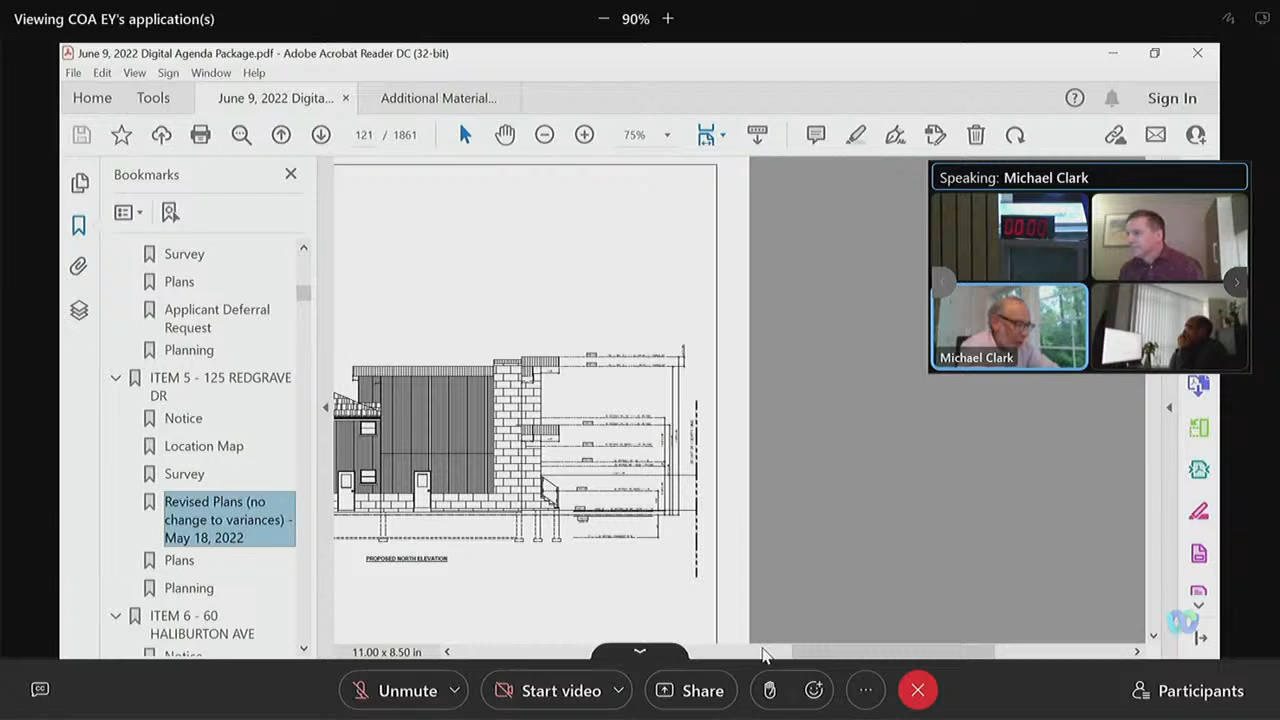 Viewing COA EY's application(s)
90%
June 9, 2022 Digital Agenda Package.pdf - Adobe Acrobat Reader DC (32-bit)
File Edit View Sign Window Help
Home Tools June 9, 2022 Digita... × Additional Material... Sign In
121 / 1861 75%
Bookmarks
Survey
Plans
Applicant Deferral
Request
Planning
ITEM 5 - 125 REDGRAVE
DR
Notice
Location Map
Survey
Revised Plans (no
change to variances) -
May 18, 2022
Plans
Planning
ITEM 6 - 60
HALIBURTON AVE
Notice
PROPOSED NORTH ELEVATION
11.00 x 8.50 in
Speaking: Michael Clark
00:00
Michael Clark
Unmute Start video Share Participants